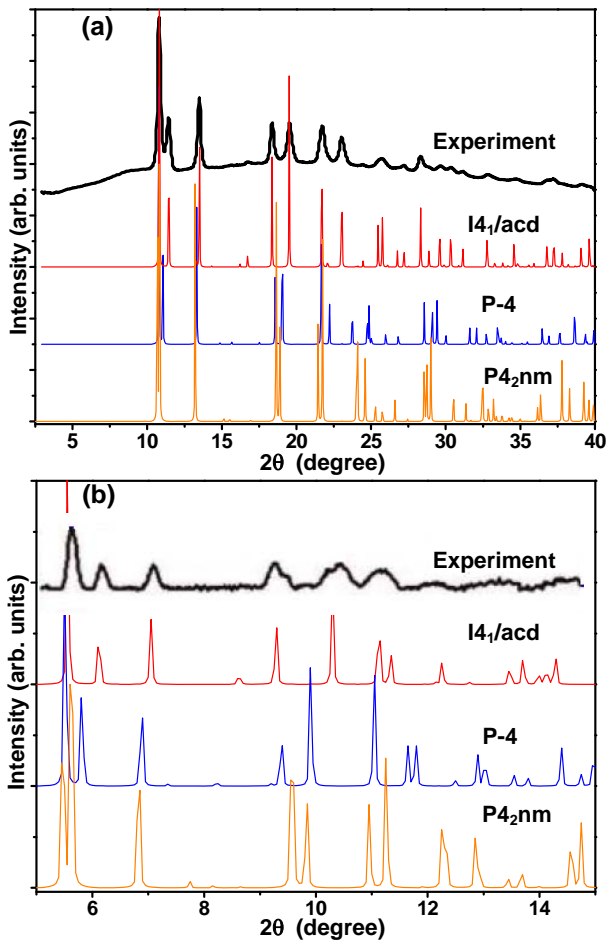 (a)
Experiment
I4₁/acd
P-4
P4₂nm
Intensity (arb. units)
5 10 15 20 25 30 35 40
2θ (degree)
(b)
Experiment
I4₁/acd
P-4
P4₂nm
Intensity (arb. units)
6 8 10 12 14
2θ (degree)